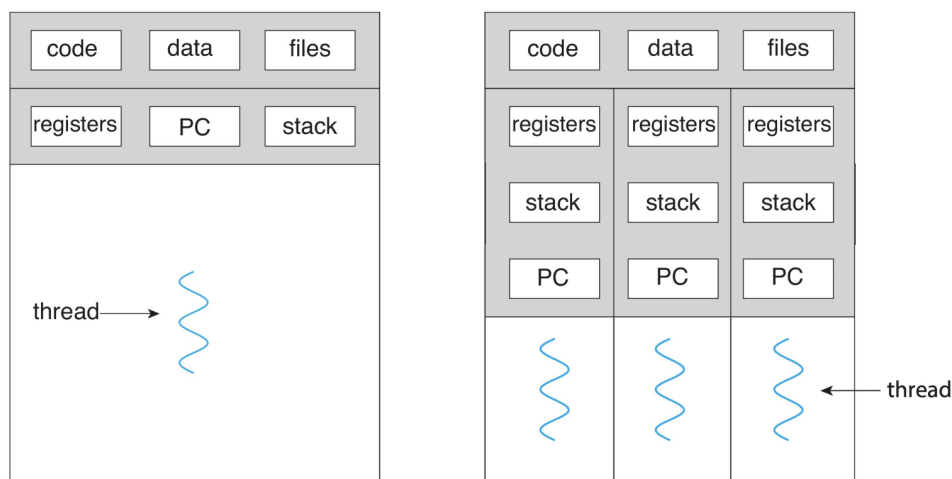 code data files
registers PC stack
thread
code data files
registers registers registers
stack stack stack
PC PC PC
thread